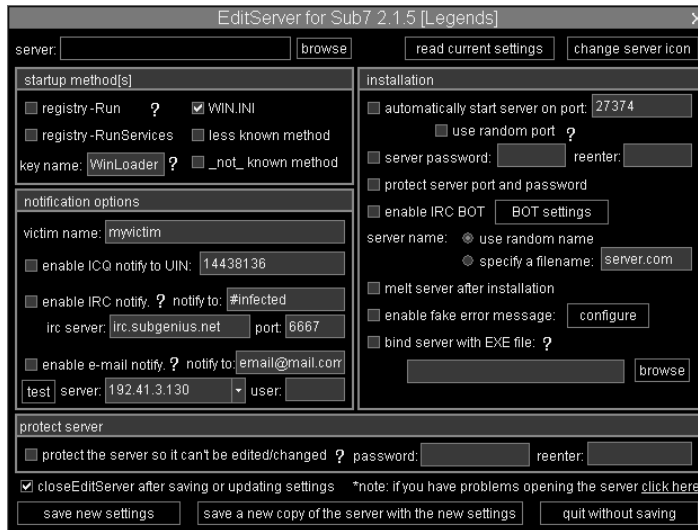 EditServer for Sub7 2.1.5 [Legends] X
server: browse read current settings change server icon
startup method[s]
registry-Run ? WIN.INI
registry-RunServices less known method
key name: WinLoader ? _not_ known method
notification options
victim name: myvictim
enable ICQ notify to UIN: 14438136
enable IRC notify. ? notify to: #infected
irc server: irc.subgenius.net port: 6667
enable e-mail notify. ? notify to: email@mail.com
test server: 192.41.3.130 user:
installation
automatically start server on port: 27374
use random port ?
server password: reenter:
protect server port and password
enable IRC BOT BOT settings
server name: use random name
specify a filename: server.com
melt server after installation
enable fake error message: configure
bind server with EXE file: ?
browse
protect server
protect the server so it can't be edited/changed ? password: reenter:
closeEditServer after saving or updating settings *note: if you have problems opening the server click here
save new settings save a new copy of the server with the new settings quit without saving